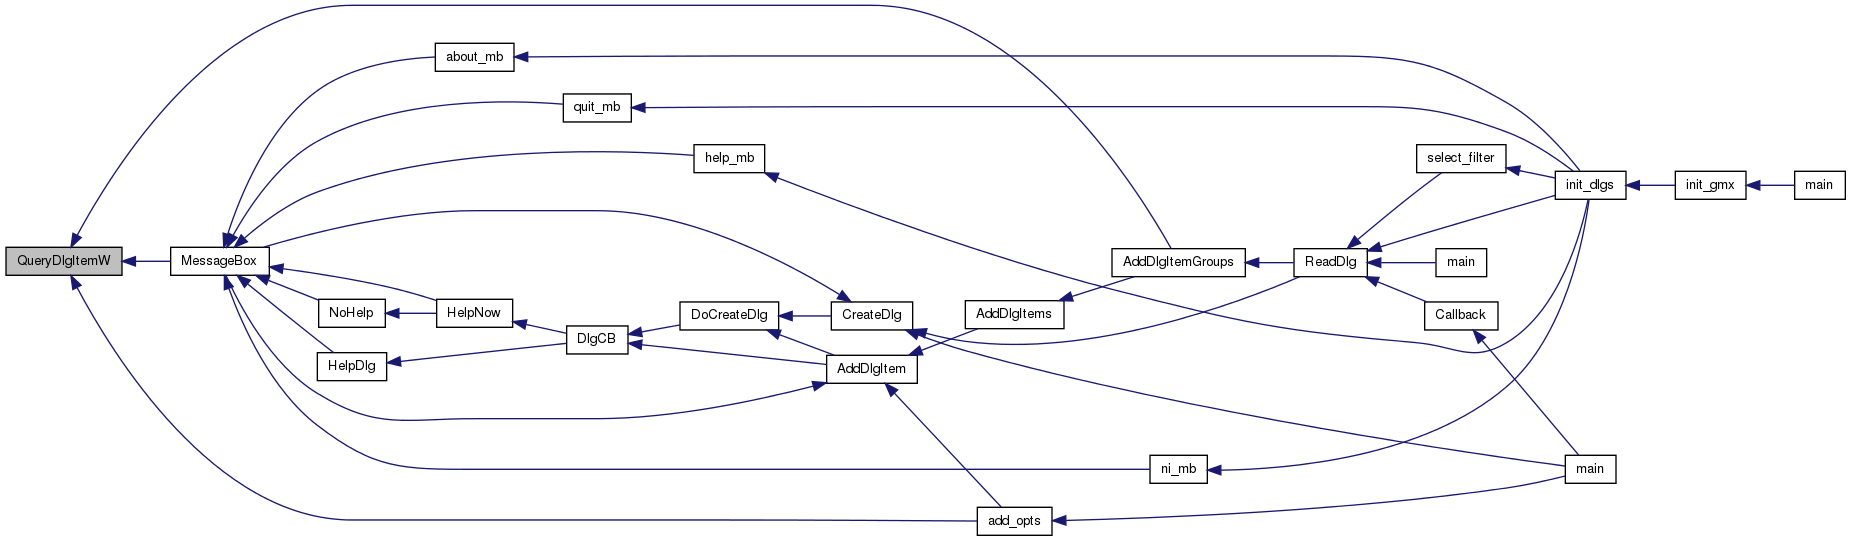 about_mb
quit_mb
help_mb
select_filter
init_dlgs
init_gmx
main
QueryDlgItemW
MessageBox
AddDlgItemGroups
ReadDlg
main
NoHelp
HelpNow
DoCreateDlg
CreateDlg
AddDlgItems
Callback
DlgCB
HelpDlg
AddDlgItem
ni_mb
main
add_opts